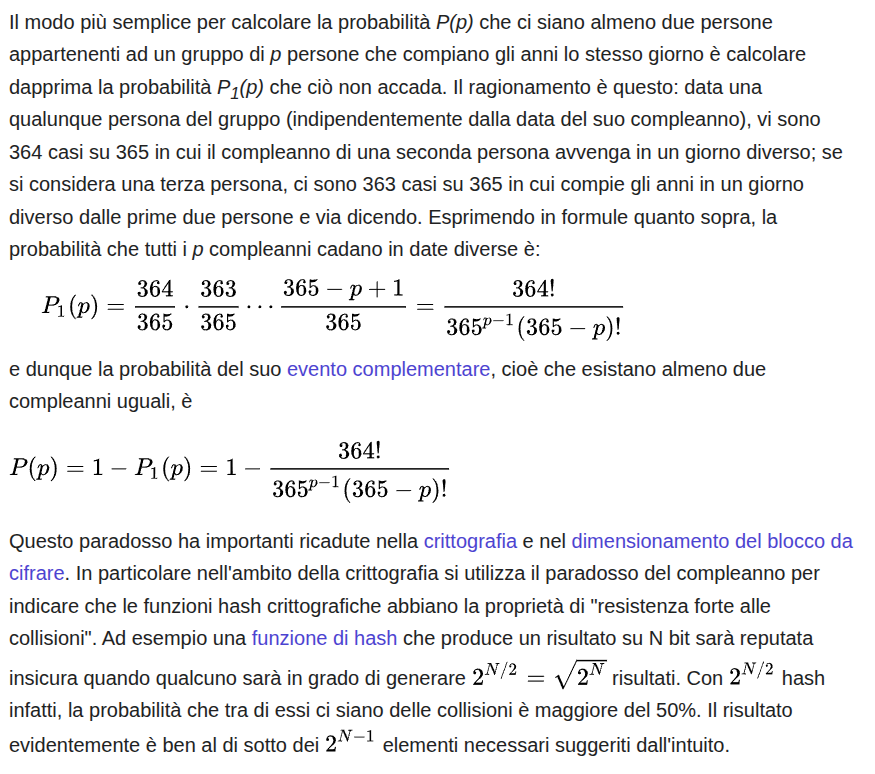 Il modo più semplice per calcolare la probabilità P(p) che ci siano almeno due persone
appartenenti ad un gruppo di p persone che compiano gli anni lo stesso giorno è calcolare
dapprima la probabilità P₁(p) che ciò non accada. Il ragionamento è questo: data una
qualunque persona del gruppo (indipendentemente dalla data del suo compleanno), vi sono
364 casi su 365 in cui il compleanno di una seconda persona avvenga in un giorno diverso; se
si considera una terza persona, ci sono 363 casi su 365 in cui compie gli anni in un giorno
diverso dalle prime due persone e via dicendo. Esprimendo in formule quanto sopra, la
probabilità che tutti i p compleanni cadano in date diverse è:
P₁(p) = 364/365 · 363/365 ··· (365 − p + 1)/365 = 364!/(365^(p−1)(365 − p)!)
e dunque la probabilità del suo evento complementare, cioè che esistano almeno due
compleanni uguali, è
P(p) = 1 − P₁(p) = 1 − 364!/(365^(p−1)(365 − p)!)
Questo paradosso ha importanti ricadute nella crittografia e nel dimensionamento del blocco da
cifrare. In particolare nell'ambito della crittografia si utilizza il paradosso del compleanno per
indicare che le funzioni hash crittografiche abbiano la proprietà di "resistenza forte alle
collisioni". Ad esempio una funzione di hash che produce un risultato su N bit sarà reputata
insicura quando qualcuno sarà in grado di generare 2^(N/2) = √(2^N) risultati. Con 2^(N/2) hash
infatti, la probabilità che tra di essi ci siano delle collisioni è maggiore del 50%. Il risultato
evidentemente è ben al di sotto dei 2^(N−1) elementi necessari suggeriti dall'intuito.